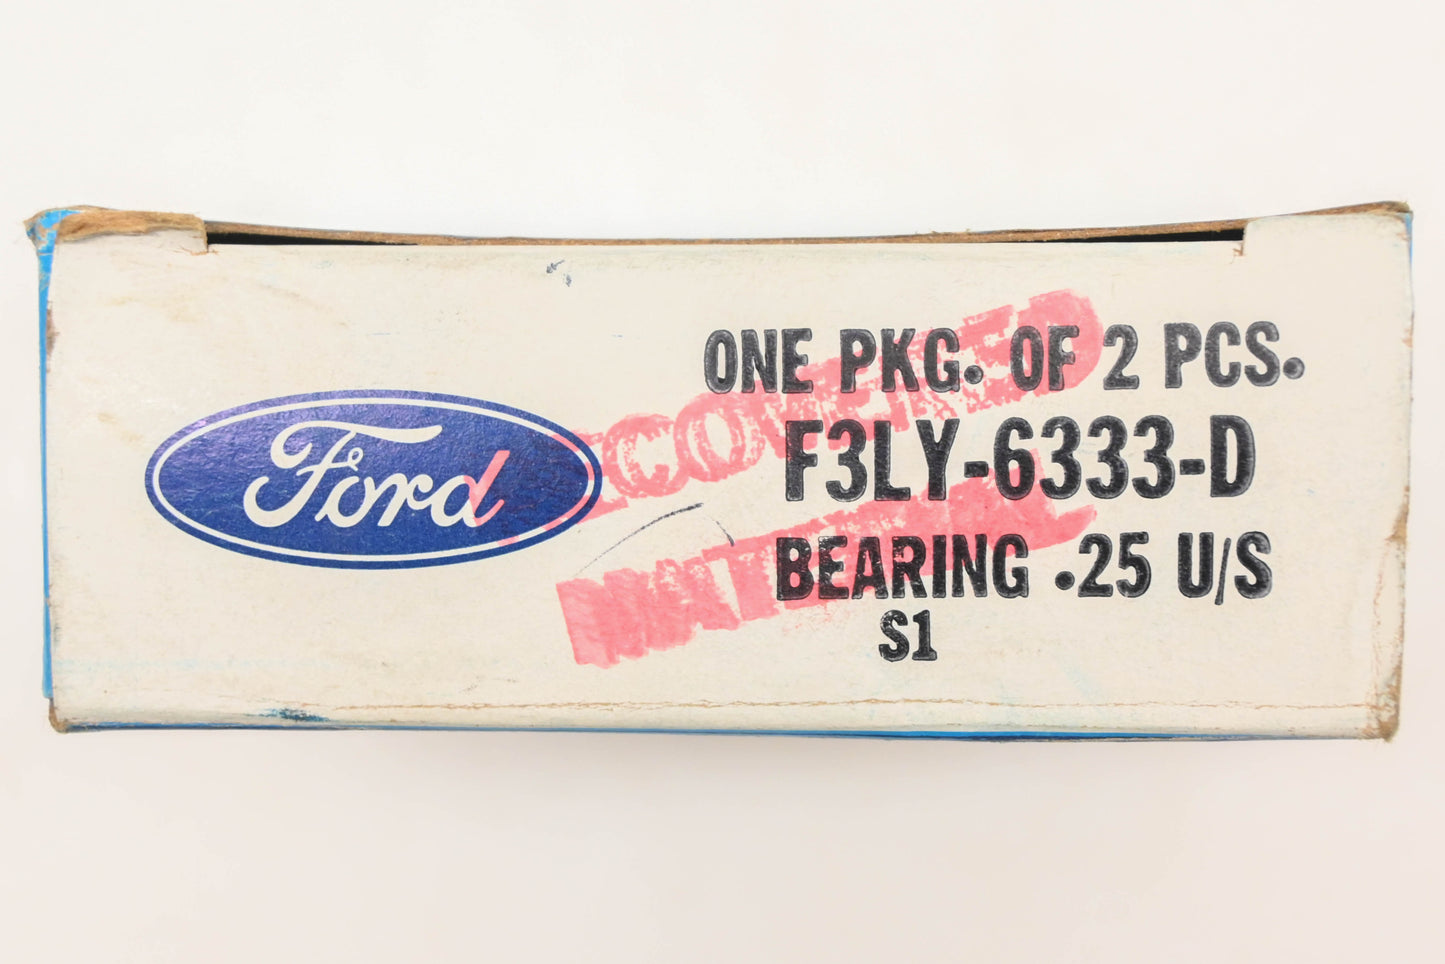 Ford
ONE PKG. OF 2 PCS.
F3LY-6333-D
BEARING .25 U/S
S1